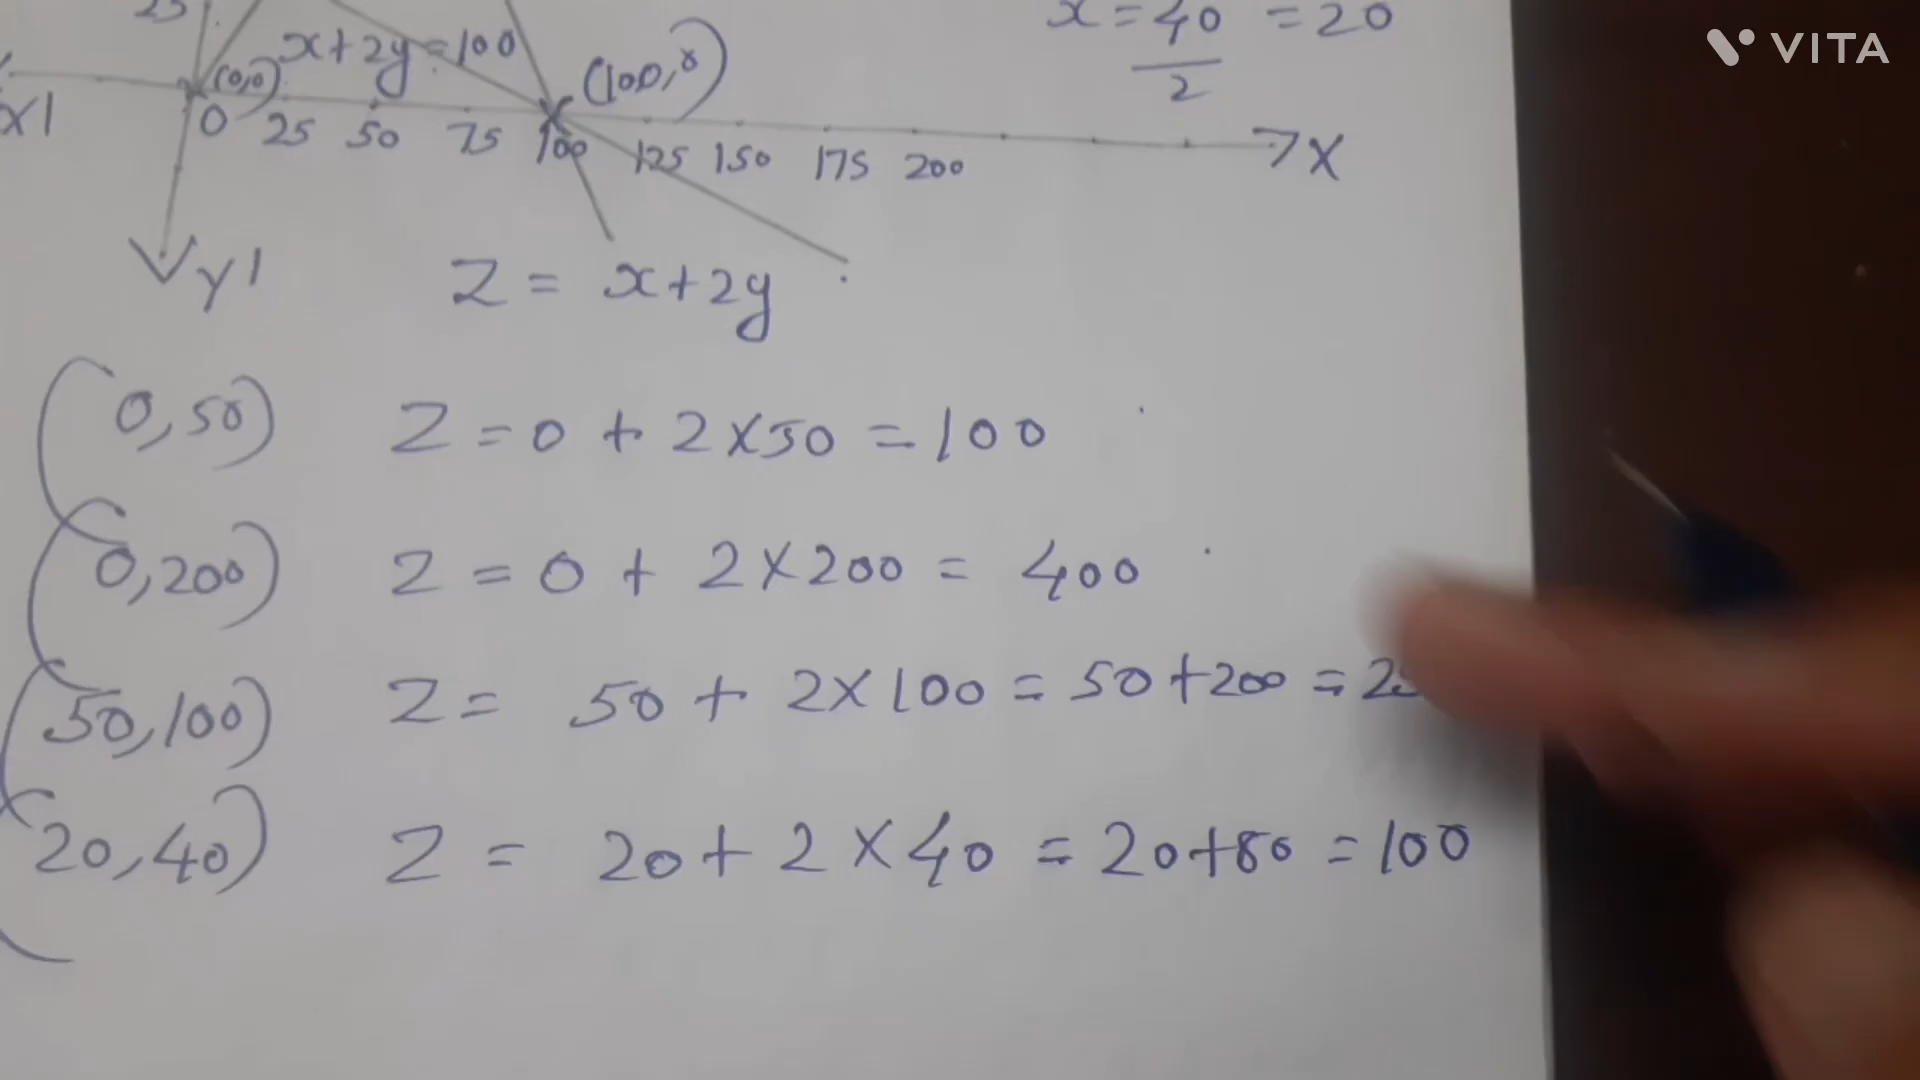 25
x = 40/2 = 20
VITA
x+2y=100
(0,0)
(100,0)
X1
0 25 50 75 100 125 150 175 200
X
Y1
Z = x+2y
(0,50) Z = 0 + 2×50 = 100
(0,200) Z = 0 + 2×200 = 400
(50,100) Z = 50 + 2×100 = 50+200 = 25
(20,40) Z = 20+2×40 = 20+80 = 100